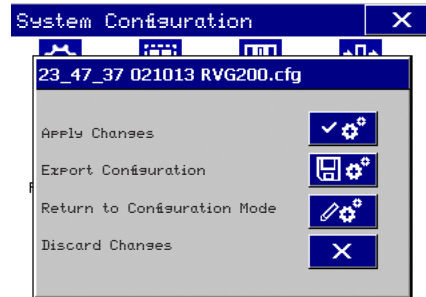 System Configuration
23_47_37 021013 RVG200.cfg
Apply Changes
Export Configuration
Return to Configuration Mode
Discard Changes